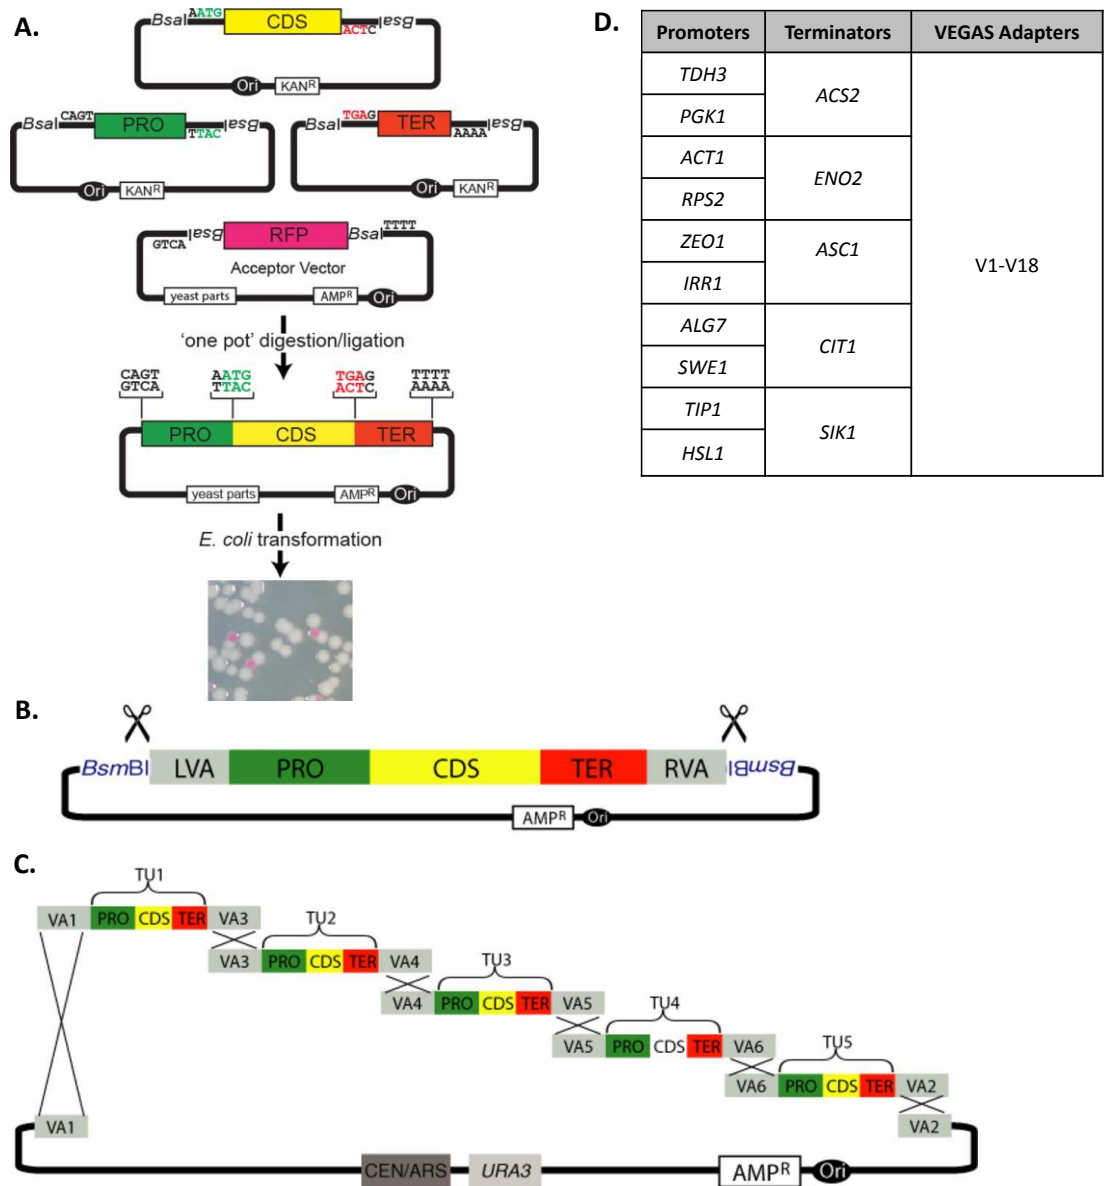 A.
BsaI AATG CDS ACTC BsaI
Ori KANR
BsaI CAGT PRO TTAC BsaI
Ori KANR
BsaI TGAG TER AAAA BsaI
Ori KANR
GTCA BsaI RFP BsaI TTTT
Acceptor Vector
yeast parts AMPR Ori
'one pot' digestion/ligation
CAGT AATG TGAG TTTT
GTCA TTAC ACTC AAAA
PRO CDS TER
yeast parts AMPR Ori
E. coli transformation
B.
BsmBI LVA PRO CDS TER RVA BsmBI
AMPR Ori
C.
TU1
VA1 PRO CDS TER VA3
TU2
VA3 PRO CDS TER VA4
TU3
VA4 PRO CDS TER VA5
TU4
VA5 PRO CDS TER VA6
TU5
VA6 PRO CDS TER VA2
VA1 VA2
CEN/ARS URA3 AMPR Ori
D.
Promoters Terminators VEGAS Adapters
TDH3
ACS2
PGK1
ACT1
ENO2
RPS2
ZEO1
ASC1
V1-V18
IRR1
ALG7
CIT1
SWE1
TIP1
SIK1
HSL1